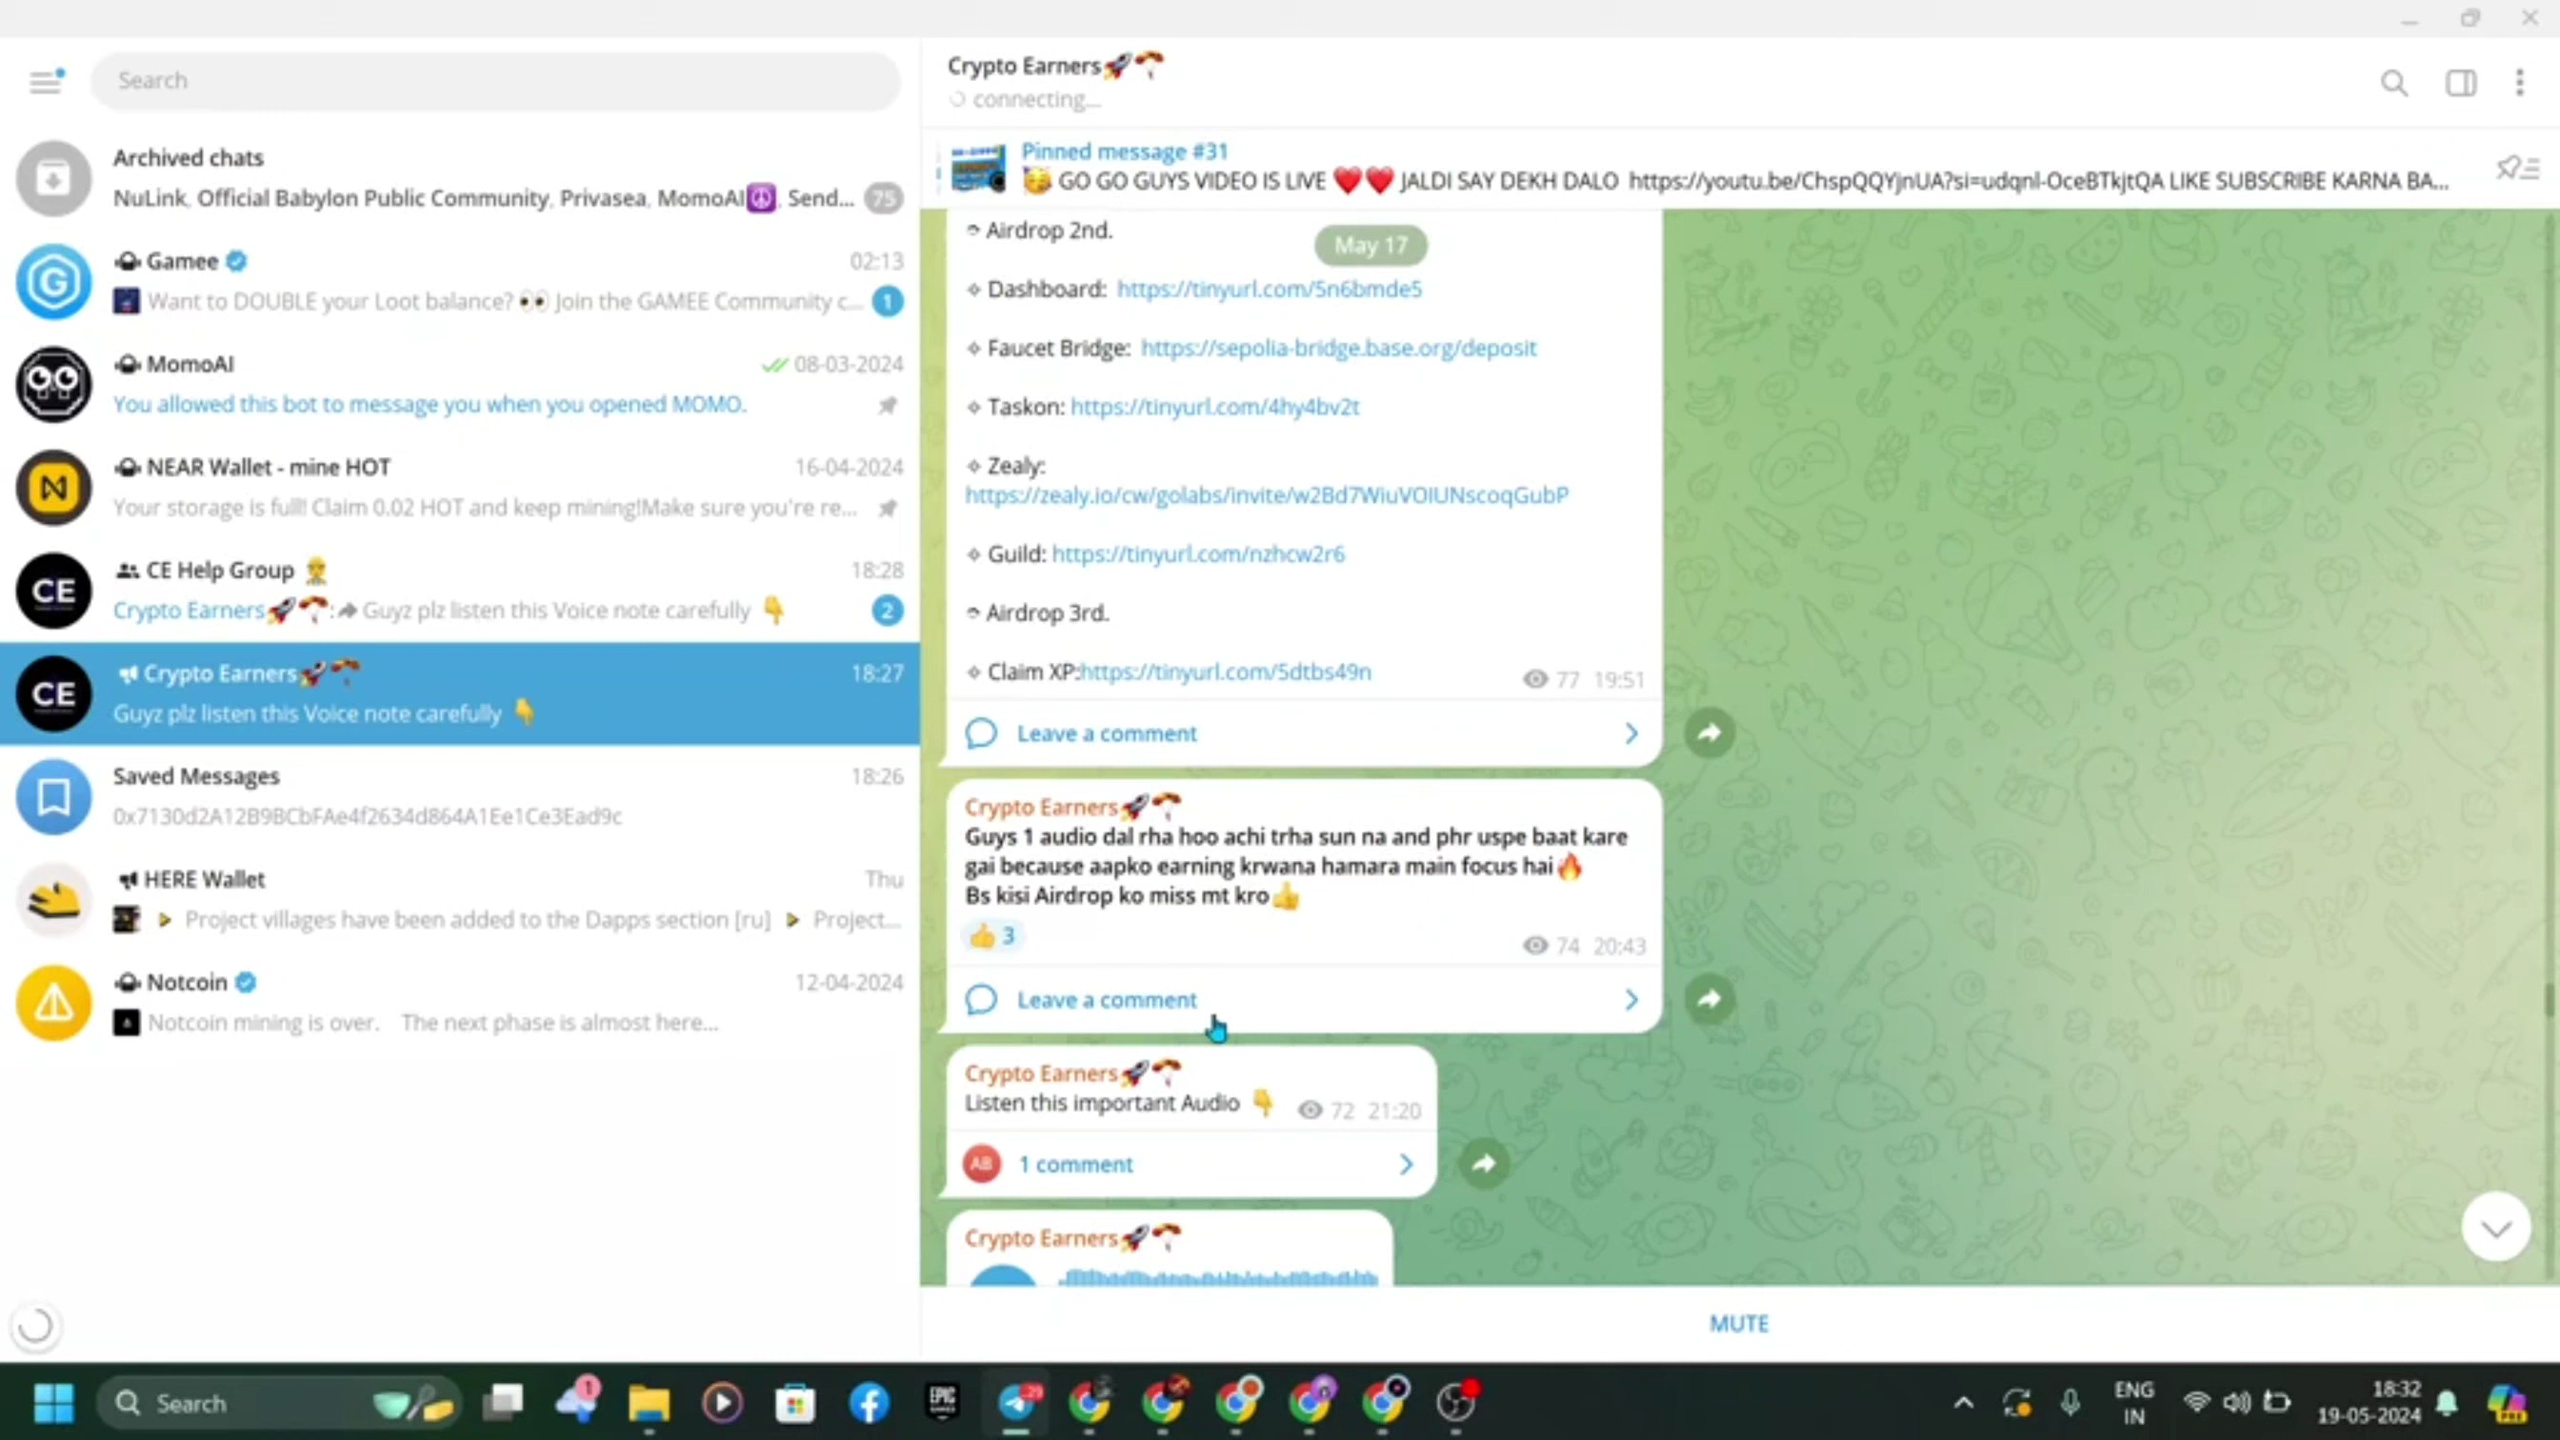 Search
Archived chats
NuLink, Official Babylon Public Community, Privasea, MomoAI☮, Send... 75
Gamee 02:13
Want to DOUBLE your Loot balance? 👀 Join the GAMEE Community c... 1
MomoAI 08-03-2024
You allowed this bot to message you when you opened MOMO.
NEAR Wallet - mine HOT 16-04-2024
Your storage is full! Claim 0.02 HOT and keep mining!Make sure you're re...
CE
CE Help Group 👷 18:28
Crypto Earners🚀🪂: Guyz plz listen this Voice note carefully 👇 2
CE
Crypto Earners🚀🪂 18:27
Guyz plz listen this Voice note carefully 👇
Saved Messages 18:26
0x7130d2A12B9BCbFAe4f2634d864A1Ee1Ce3Ead9c
HERE Wallet Thu
Project villages have been added to the Dapps section [ru] ▶ Project...
Notcoin 12-04-2024
Notcoin mining is over. The next phase is almost here...
Crypto Earners🚀🪂
connecting...
Pinned message #31
🥳 GO GO GUYS VIDEO IS LIVE ❤️❤️ JALDI SAY DEKH DALO https://youtu.be/ChspQQYjnUA?si=udqnl-OceBTkjtQA LIKE SUBSCRIBE KARNA BA...
May 17
Airdrop 2nd.
Dashboard: https://tinyurl.com/5n6bmde5
Faucet Bridge: https://sepolia-bridge.base.org/deposit
Taskon: https://tinyurl.com/4hy4bv2t
Zealy:
https://zealy.io/cw/golabs/invite/w2Bd7WiuVOIUNscoqGubP
Guild: https://tinyurl.com/nzhcw2r6
Airdrop 3rd.
Claim XP:https://tinyurl.com/5dtbs49n 77 19:51
Leave a comment
Crypto Earners🚀🪂
Guys 1 audio dal rha hoo achi trha sun na and phr uspe baat kare
gai because aapko earning krwana hamara main focus hai🔥
Bs kisi Airdrop ko miss mt kro👍
👍 3 74 20:43
Leave a comment
Crypto Earners🚀🪂
Listen this important Audio 👇 72 21:20
AB 1 comment
Crypto Earners🚀🪂
MUTE
Search
1
EPIC
GAMES
29
ENG
IN
18:32
19-05-2024
PRE